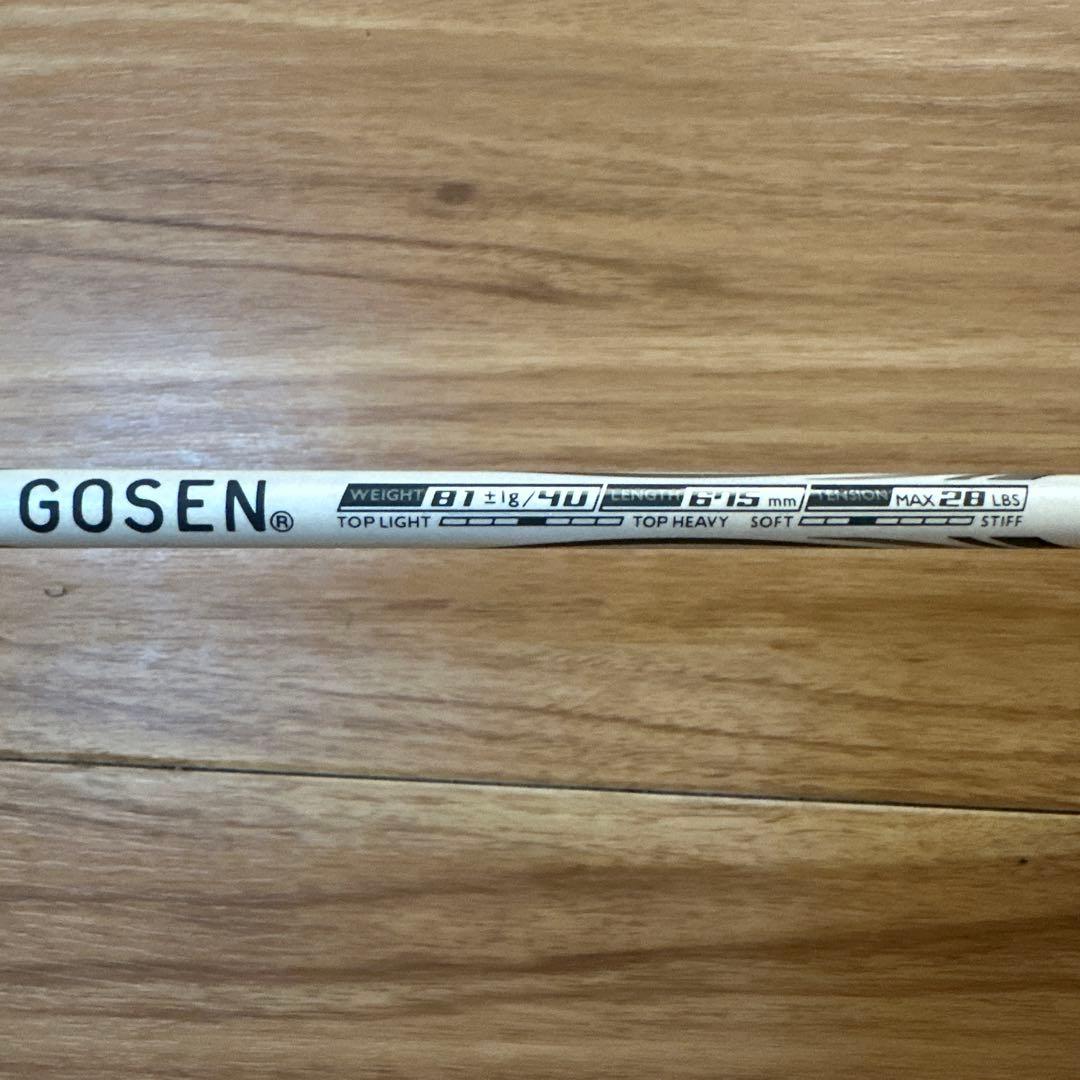 GOSEN®
WEIGHT 81 ±1g/4U LENGTH 675 mm TENSION MAX 28 LBS
TOP LIGHT TOP HEAVY SOFT STIFF